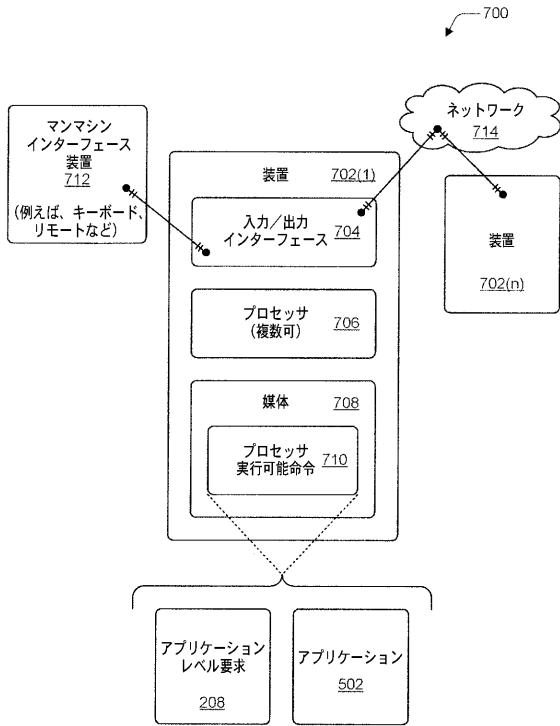 700
マンマシン
インターフェース
装置
712
(例えば、キーボード、
リモートなど)
ネットワーク
714
装置 702(1)
入力／出力 704
インターフェース
装置
702(n)
プロセッサ 706
(複数可)
媒体 708
プロセッサ 710
実行可能命令
アプリケーション
レベル要求
208
アプリケーション
502